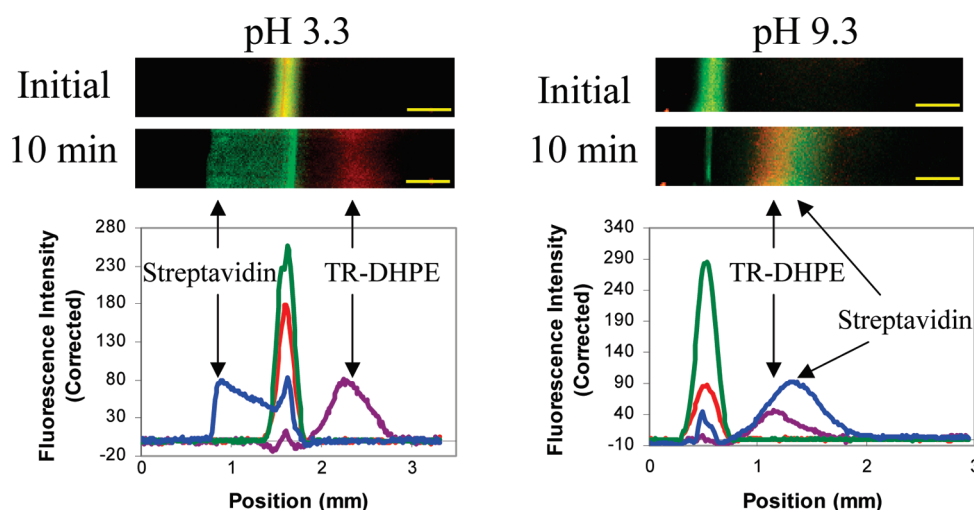 pH 3.3
Initial
10 min
280
230
180
130
80
30
-20
Fluorescence Intensity
(Corrected)
Streptavidin
TR-DHPE
0
1
2
3
Position (mm)
pH 9.3
Initial
10 min
340
290
240
190
140
90
40
-10
Fluorescence Intensity
(Corrected)
TR-DHPE
Streptavidin
0
1
2
3
Position (mm)